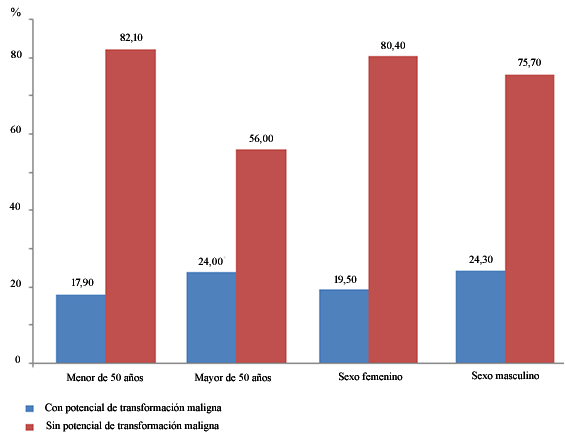 %
82,10
80,40
80
75,70
60
56,00
40
24,00
24,30
19,50
17,90
20
0
Menor de 50 años
Mayor de 50 años
Sexo femenino
Sexo masculino
Con potencial de transformación maligna
Sin potencial de transformación maligna